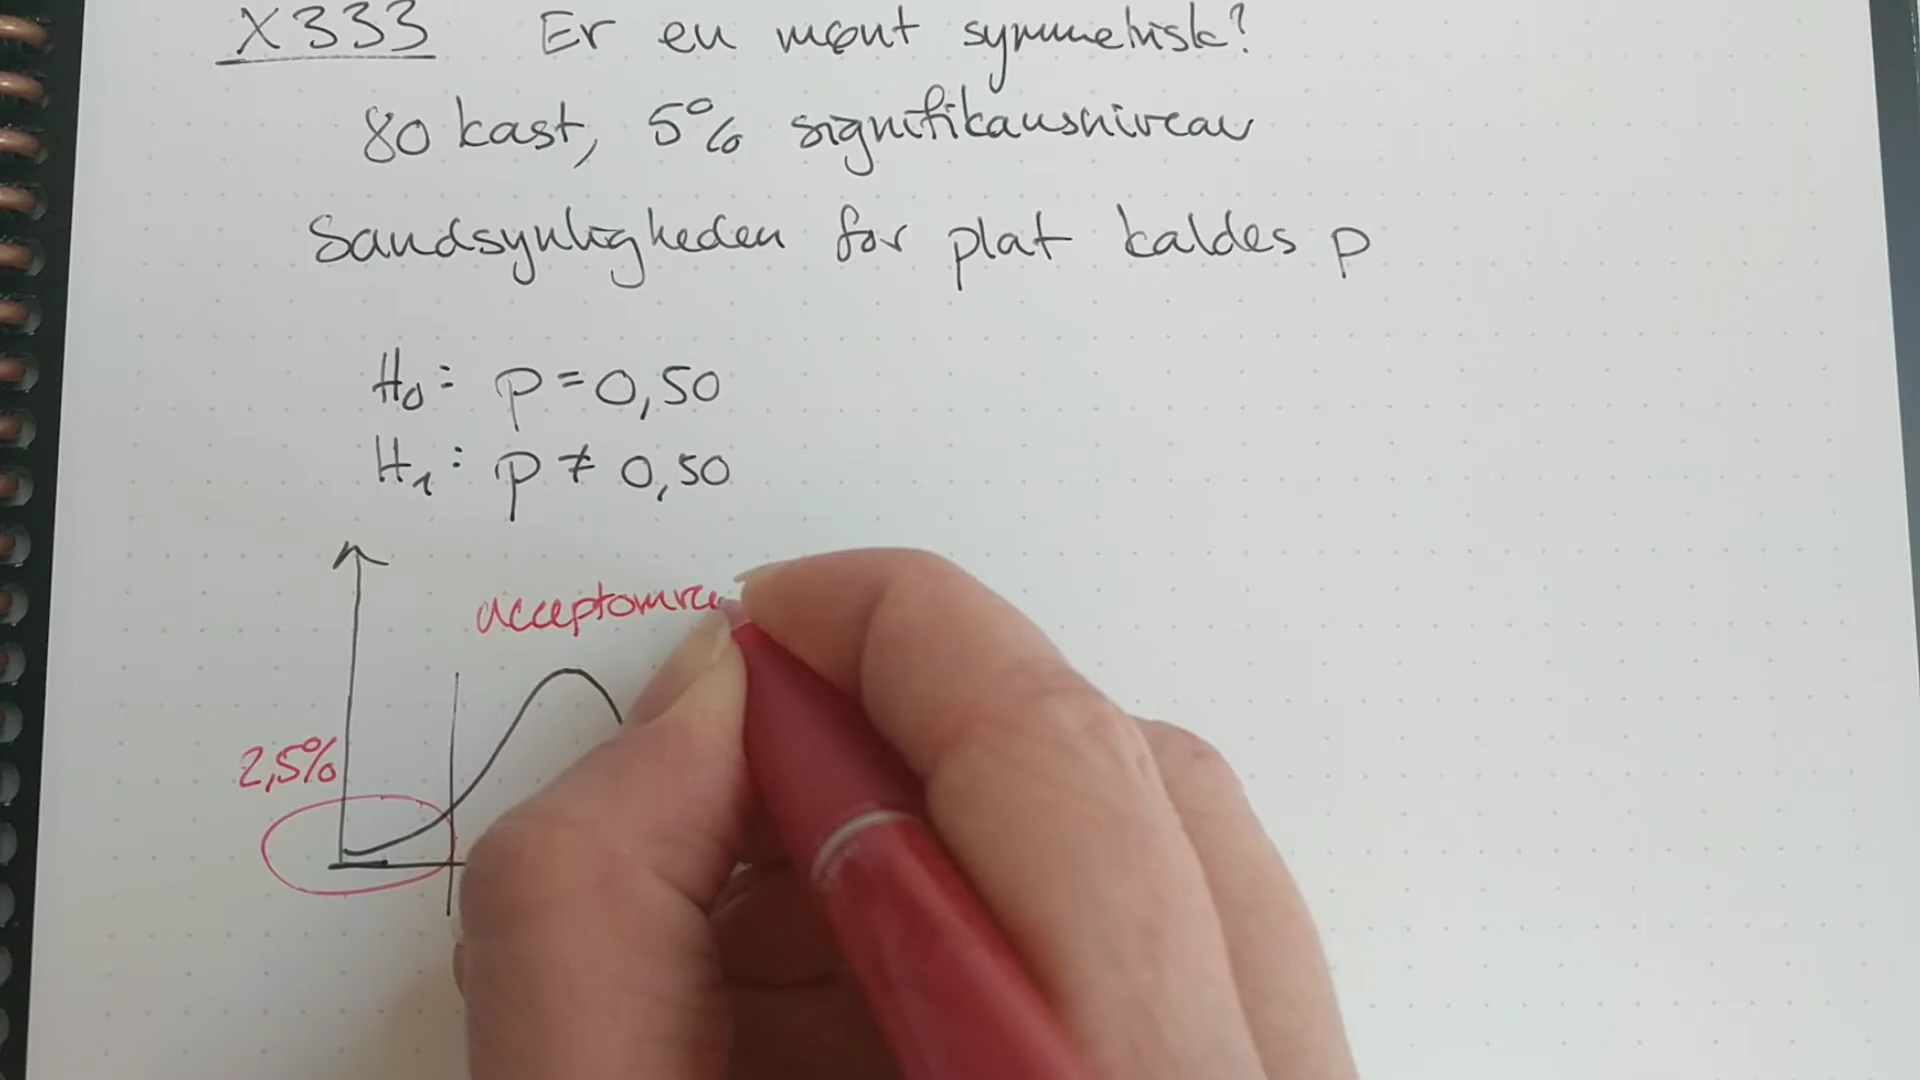 X333 Er en mønt symmetrisk?
80 kast, 5% signifikansniveau
Sandsynligheden for plat kaldes p
H₀: p = 0,50
H₁: p ≠ 0,50
acceptomr
2,5%